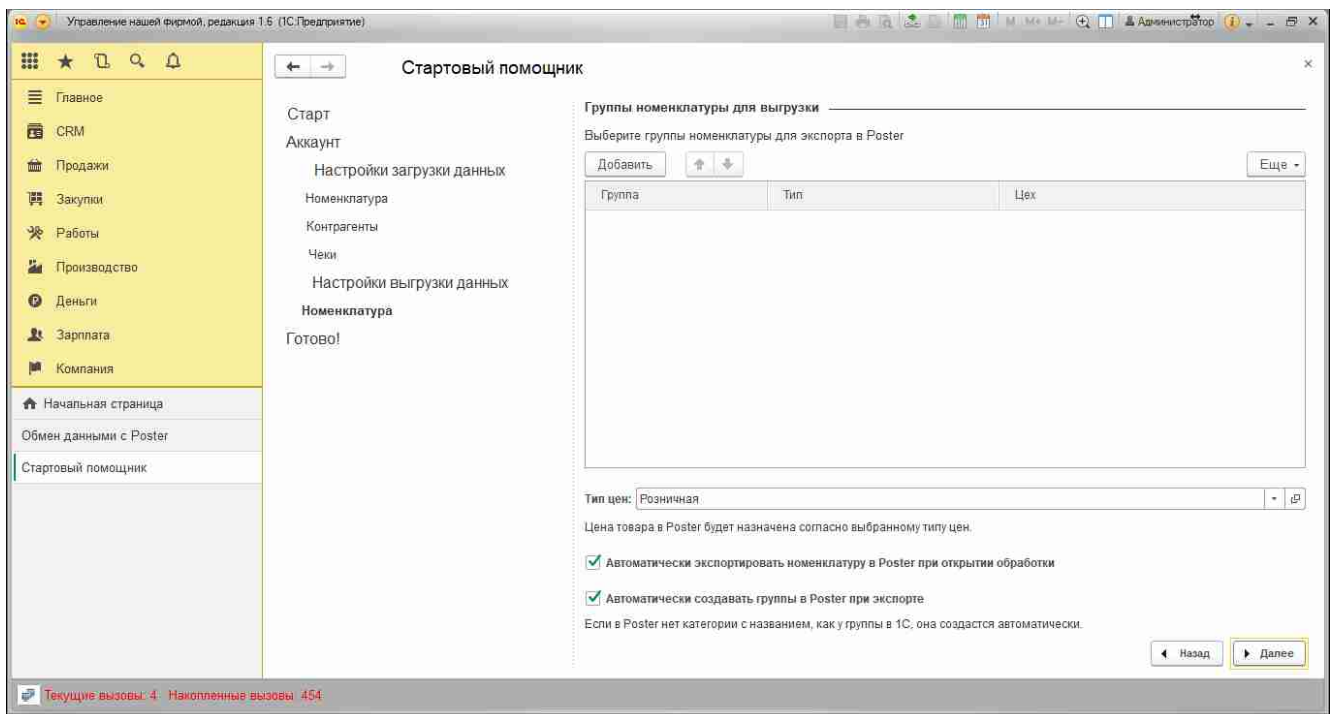 Управление нашей фирмой, редакция 1.6 (1С:Предприятие)
M M+ M- Администратор
Главное
CRM
Продажи
Закупки
Работы
Производство
Деньги
Зарплата
Компания
Начальная страница
Обмен данными с Poster
Стартовый помощник
Стартовый помощник
Старт
Аккаунт
Настройки загрузки данных
Номенклатура
Контрагенты
Чеки
Настройки выгрузки данных
Номенклатура
Готово!
Группы номенклатуры для выгрузки
Выберите группы номенклатуры для экспорта в Poster
Добавить Еще
Группа Тип Цех
Тип цен: Розничная
Цена товара в Poster будет назначена согласно выбранному типу цен.
Автоматически экспортировать номенклатуру в Poster при открытии обработки
Автоматически создавать группы в Poster при экспорте
Если в Poster нет категории с названием, как у группы в 1С, она создастся автоматически.
Назад Далее
Текущие вызовы: 4 Накопленные вызовы: 454